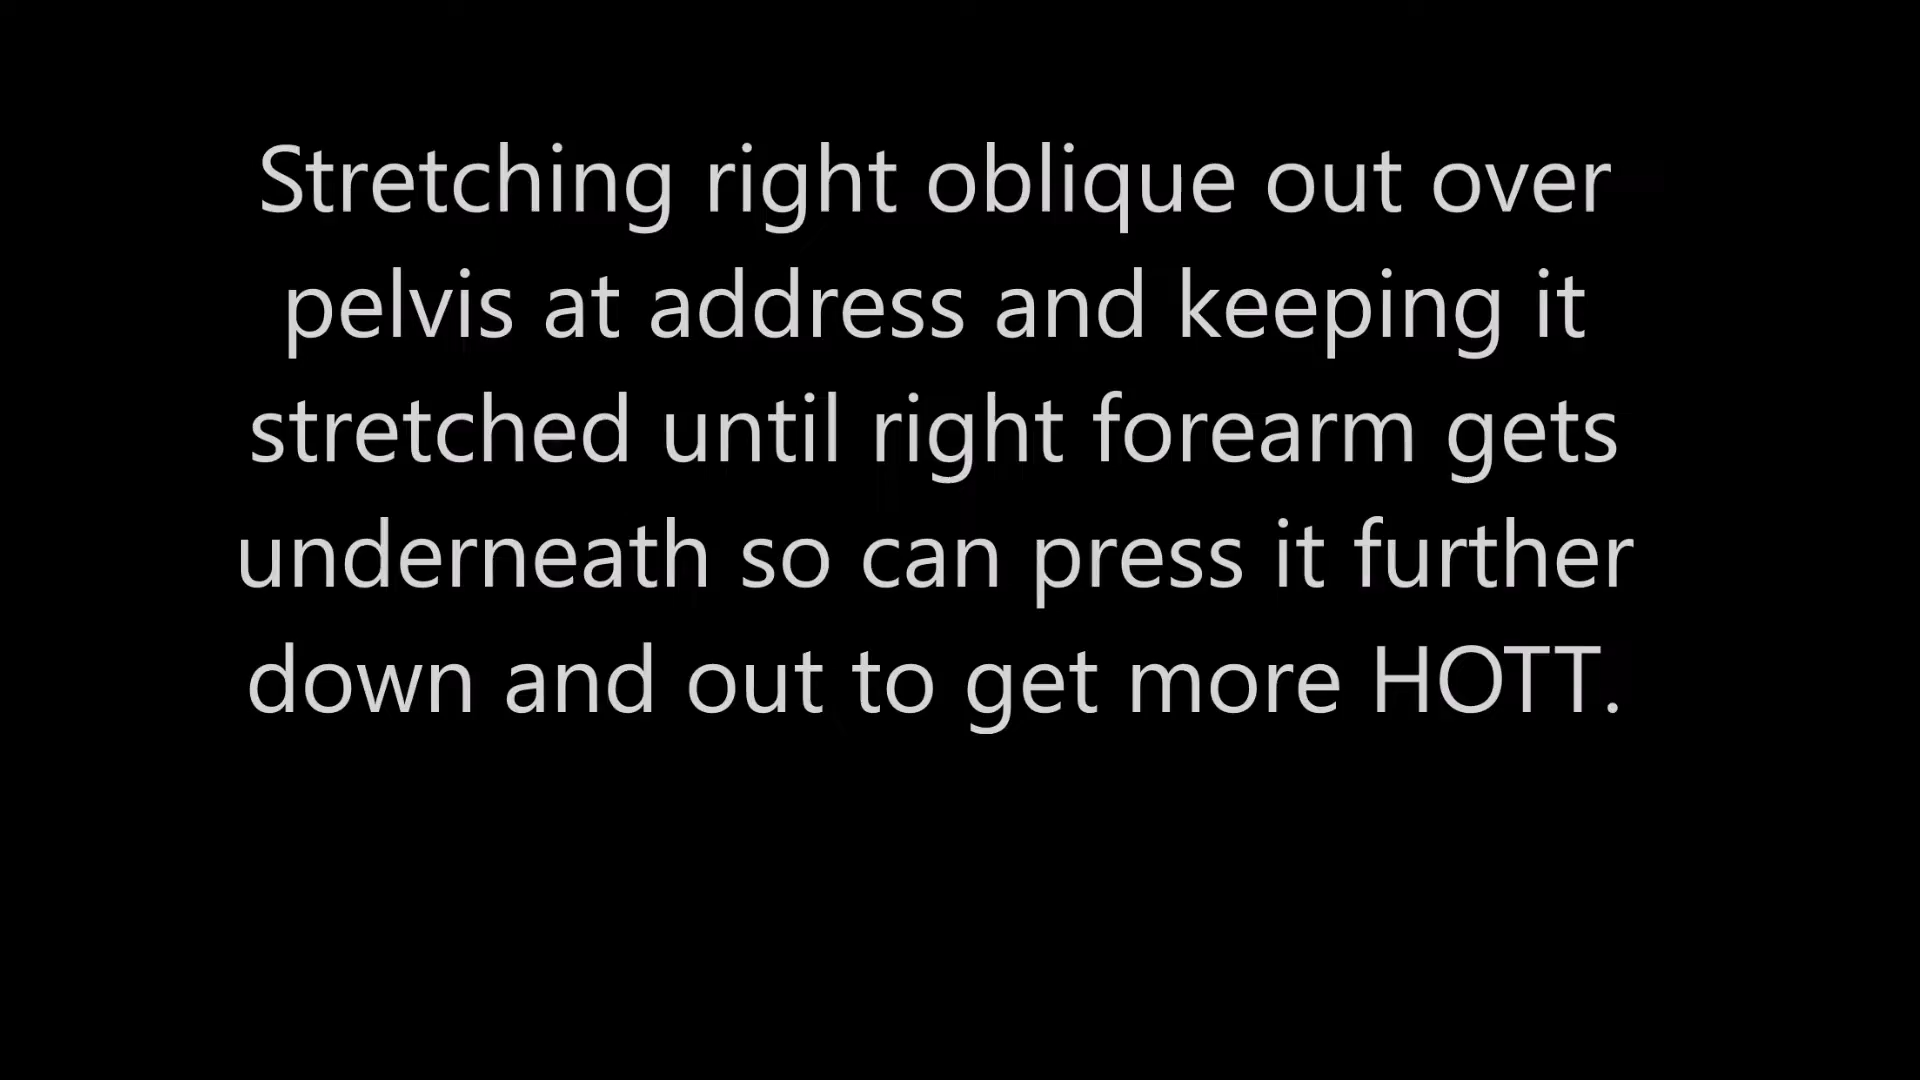 Stretching right oblique out over
pelvis at address and keeping it
stretched until right forearm gets
underneath so can press it further
down and out to get more HOTT.